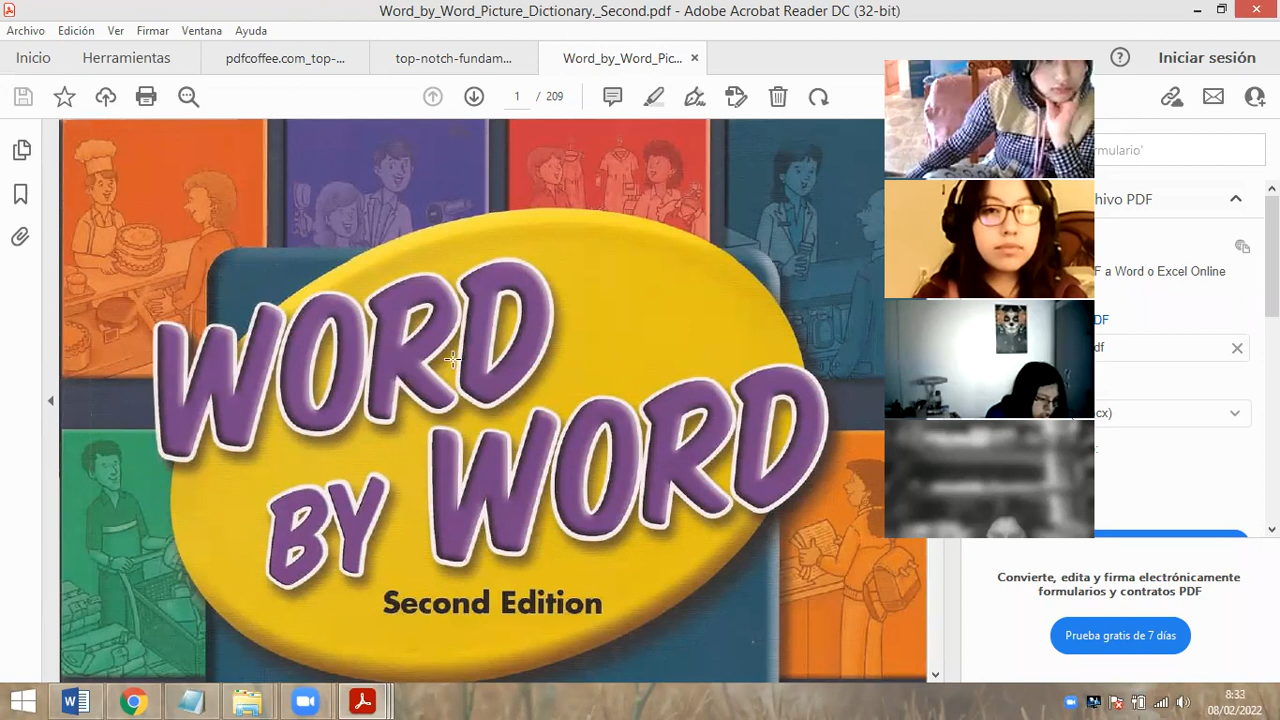 Word_by_Word_Picture_Dictionary._Second.pdf - Adobe Acrobat Reader DC (32-bit)
Archivo Edición Ver Firmar Ventana Ayuda
Inicio Herramientas pdfcoffee.com_top-... top-notch-fundam... Word_by_Word_Pic... Iniciar sesión
1 / 209
WORD
BY WORD
Second Edition
rmulario'
chivo PDF
F a Word o Excel Online
DF
df
cx)
Convierte, edita y firma electrónicamente
formularios y contratos PDF
Prueba gratis de 7 días
8:33
08/02/2022